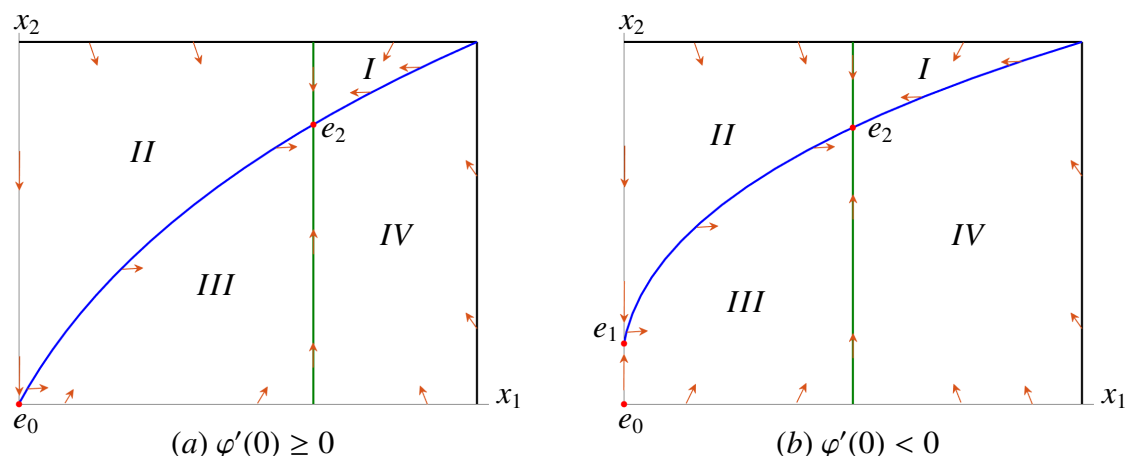 x₂
I
II
e₂
III
IV
e₀
x₁
(a) φ′(0) ≥ 0
x₂
I
II
e₂
III
IV
e₁
e₀
x₁
(b) φ′(0) < 0